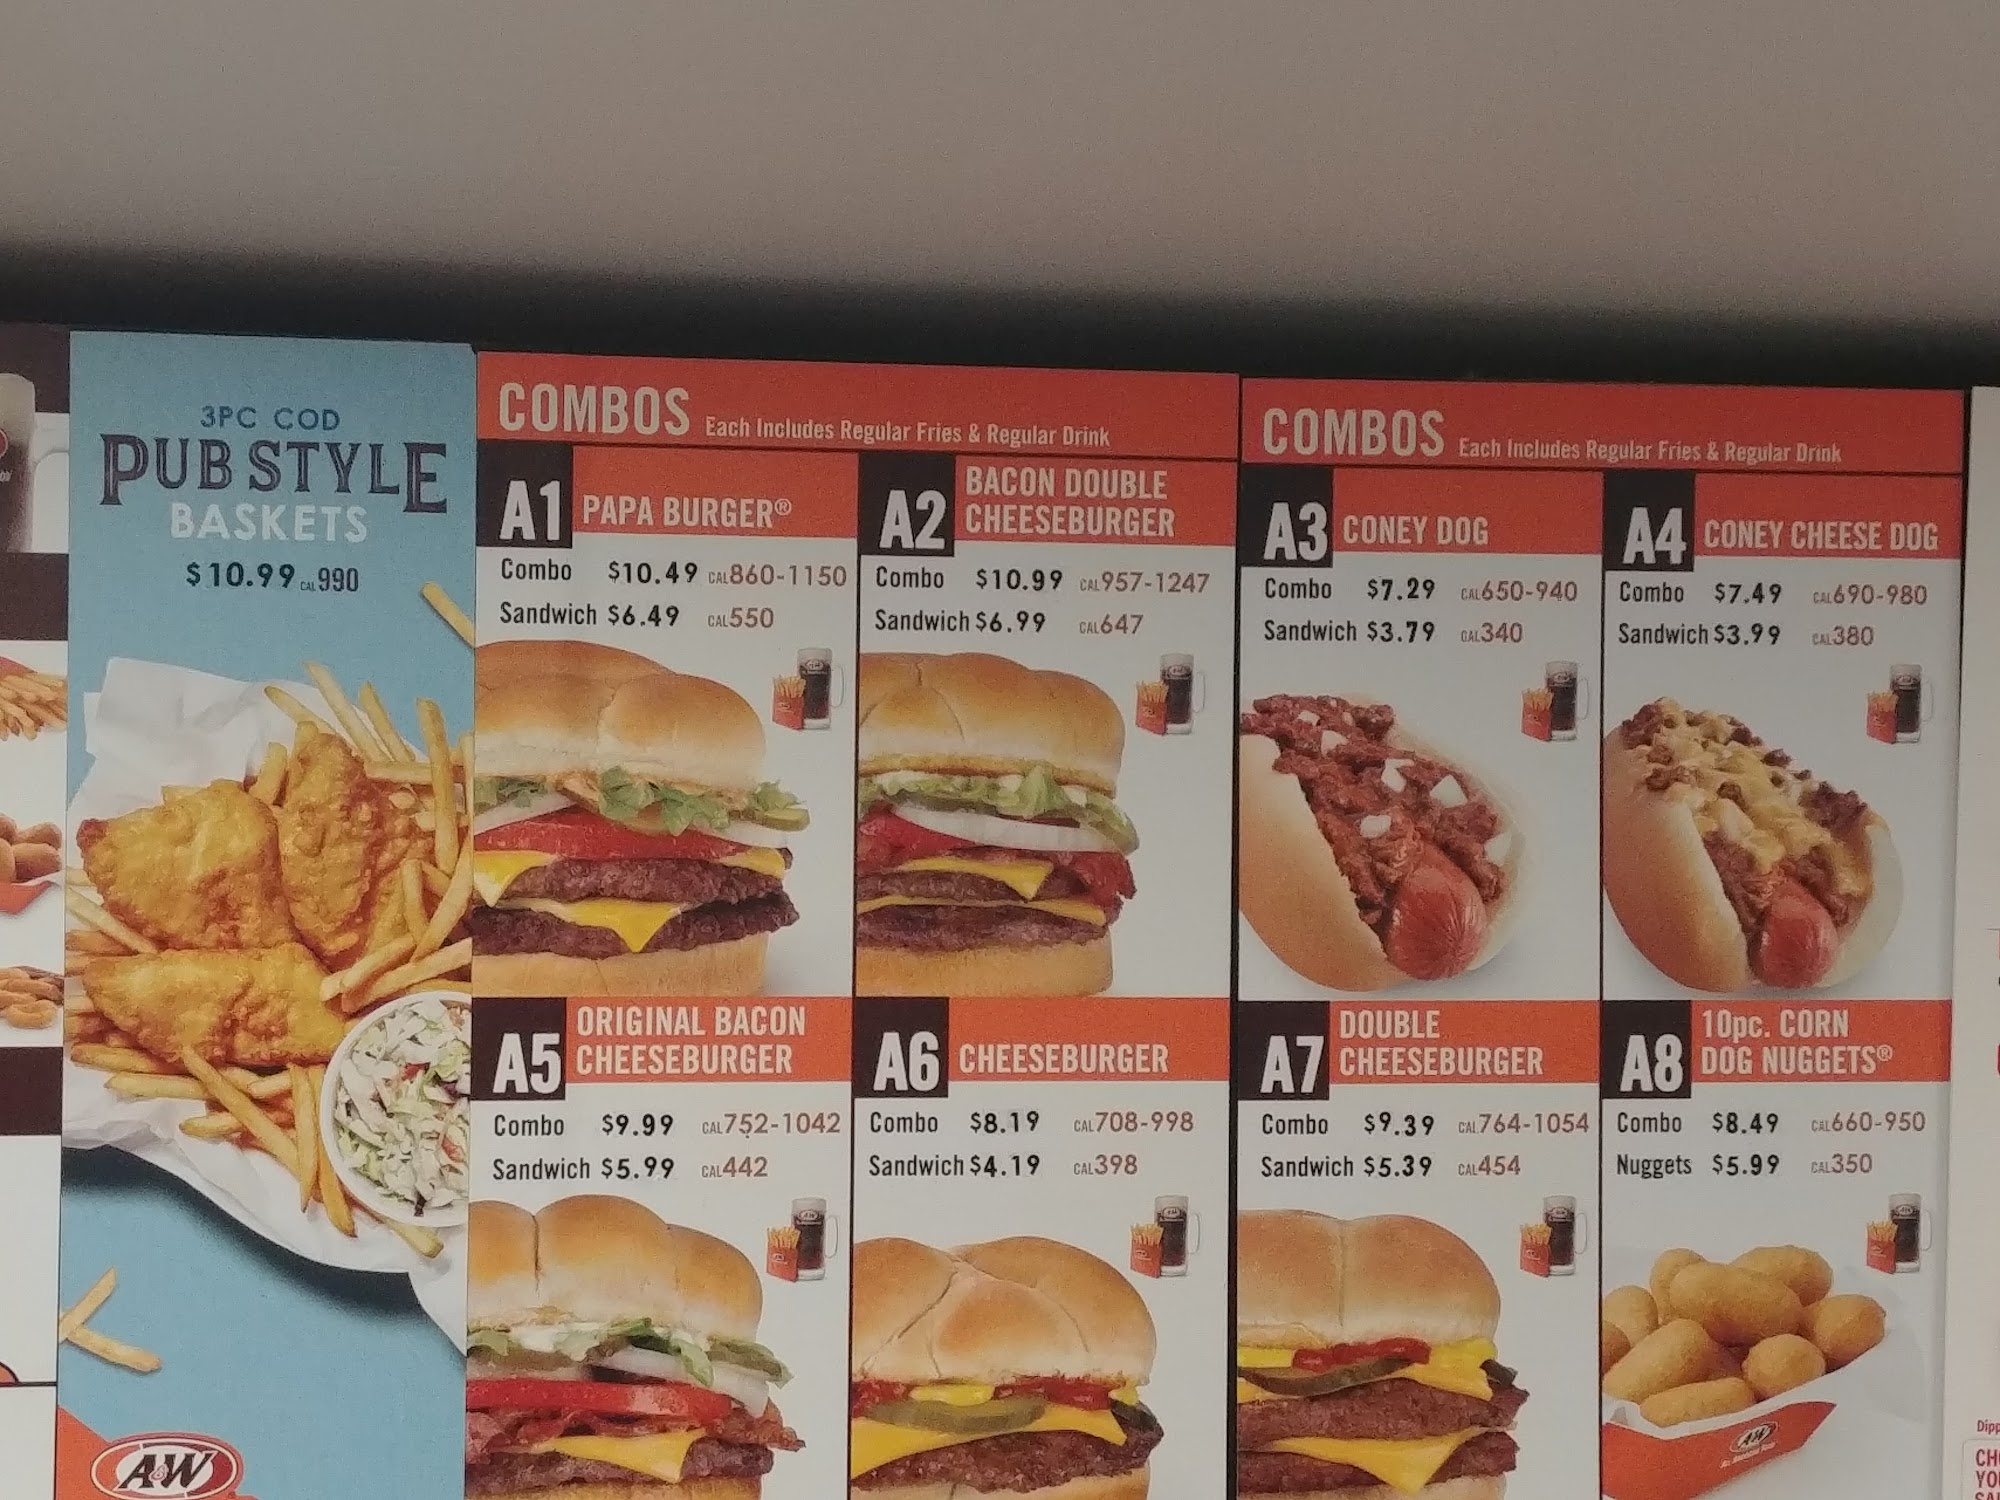 3PC COD
PUB STYLE
BASKETS
$10.99 CAL 990
A&W
COMBOS Each Includes Regular Fries & Regular Drink
A1 PAPA BURGER®
Combo $10.49 CAL 860-1150
Sandwich $6.49 CAL 550
A2 BACON DOUBLE
CHEESEBURGER
Combo $10.99 CAL 957-1247
Sandwich $6.99 CAL 647
A5 ORIGINAL BACON
CHEESEBURGER
Combo $9.99 CAL 752-1042
Sandwich $5.99 CAL 442
A6 CHEESEBURGER
Combo $8.19 CAL 708-998
Sandwich $4.19 CAL 398
COMBOS Each Includes Regular Fries & Regular Drink
A3 CONEY DOG
Combo $7.29 CAL 650-940
Sandwich $3.79 CAL 340
A4 CONEY CHEESE DOG
Combo $7.49 CAL 690-980
Sandwich $3.99 CAL 380
A7 DOUBLE
CHEESEBURGER
Combo $9.39 CAL 764-1054
Sandwich $5.39 CAL 454
A8 10pc. CORN
DOG NUGGETS®
Combo $8.49 CAL 660-950
Nuggets $5.99 CAL 350
A&W